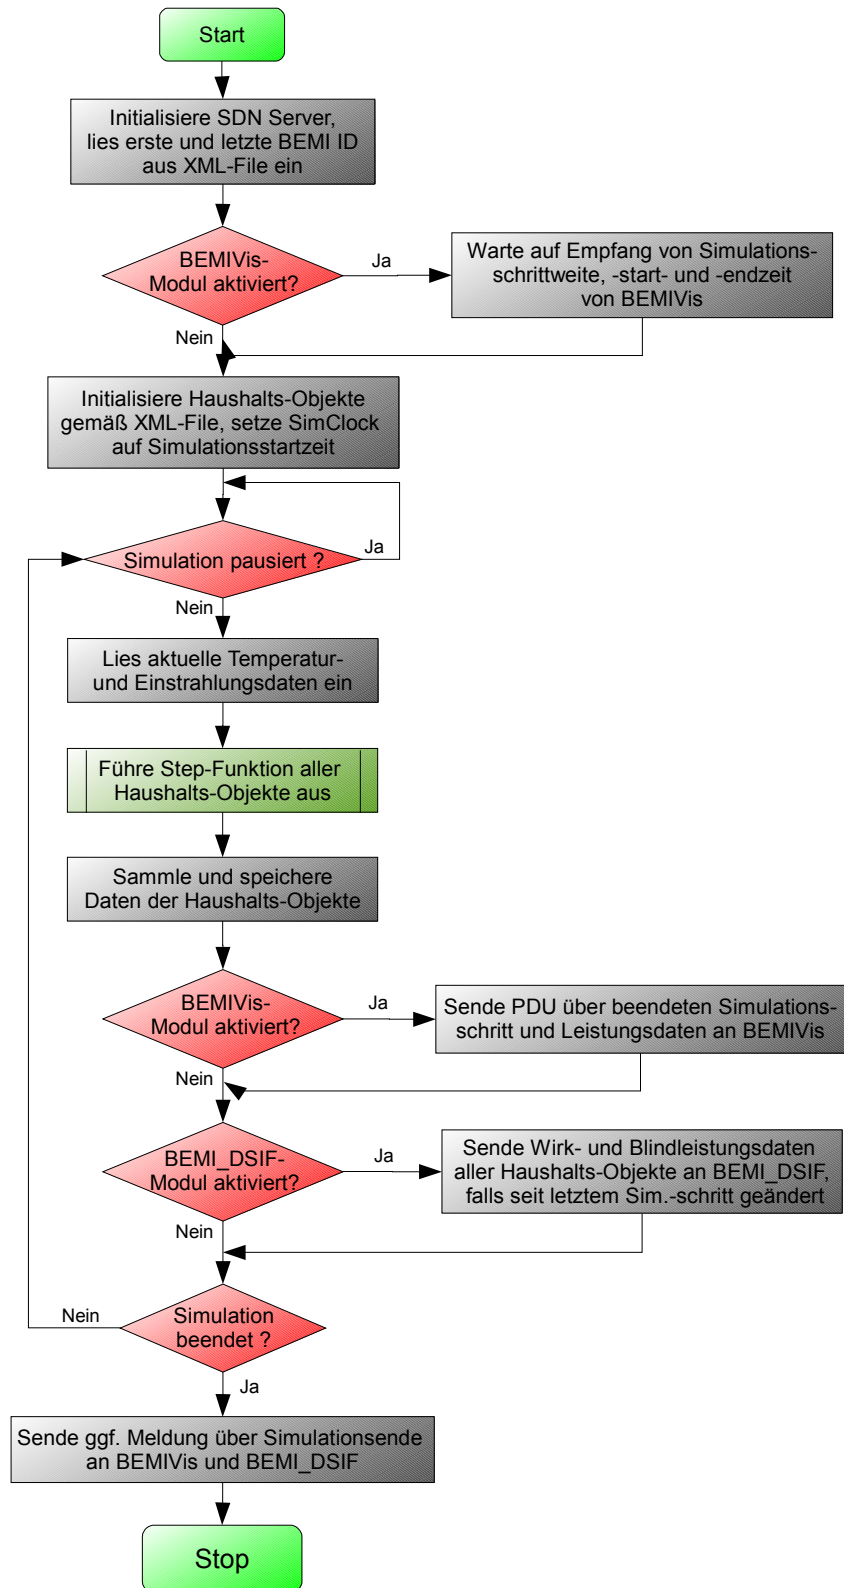 Start
Initialisiere SDN Server,
lies erste und letzte BEMI ID
aus XML-File ein
BEMIVis-
Modul aktiviert?
Ja
Warte auf Empfang von Simulations-
schrittweite, -start- und -endzeit
von BEMIVis
Nein
Initialisiere Haushalts-Objekte
gemäß XML-File, setze SimClock
auf Simulationsstartzeit
Simulation pausiert ?
Ja
Nein
Lies aktuelle Temperatur-
und Einstrahlungsdaten ein
Führe Step-Funktion aller
Haushalts-Objekte aus
Sammle und speichere
Daten der Haushalts-Objekte
BEMIVis-
Modul aktiviert?
Ja
Sende PDU über beendeten Simulations-
schritt und Leistungsdaten an BEMIVis
Nein
BEMI_DSIF-
Modul aktiviert?
Ja
Sende Wirk- und Blindleistungsdaten
aller Haushalts-Objekte an BEMI_DSIF,
falls seit letztem Sim.-schritt geändert
Nein
Simulation
beendet ?
Nein
Ja
Sende ggf. Meldung über Simulationsende
an BEMIVis und BEMI_DSIF
Stop